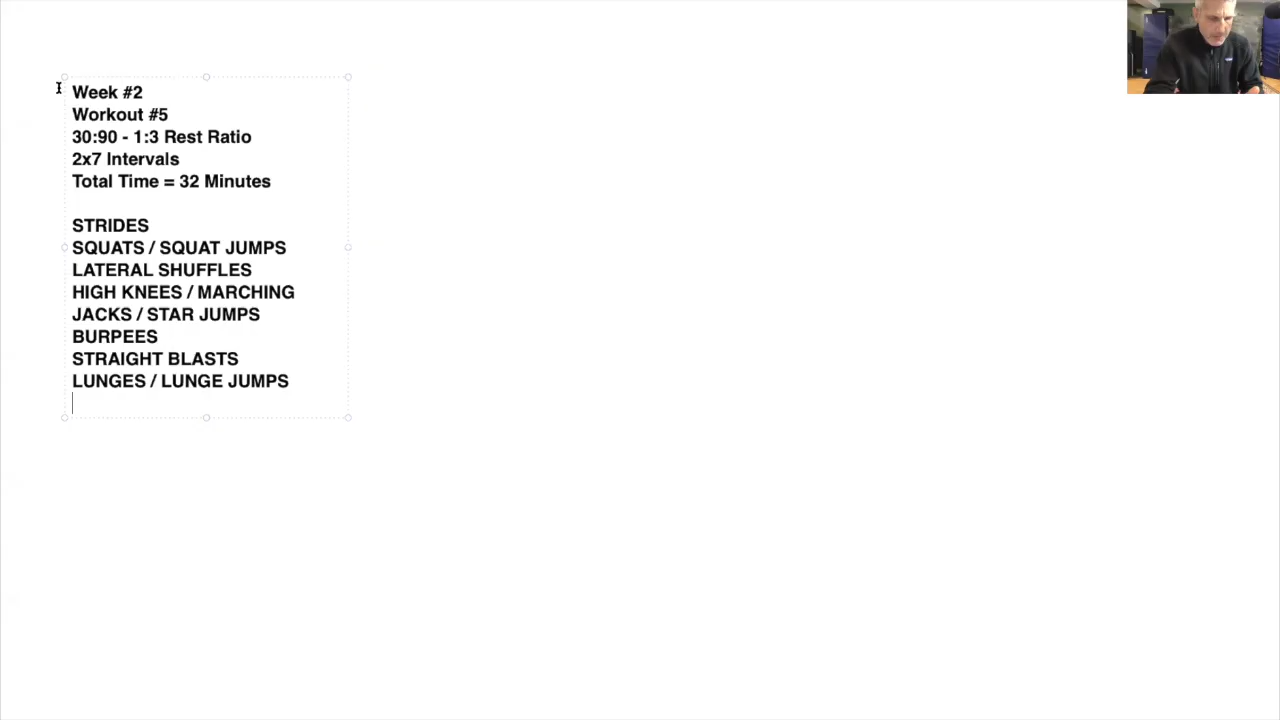 Week #2
Workout #5
30:90 - 1:3 Rest Ratio
2x7 Intervals
Total Time = 32 Minutes
STRIDES
SQUATS / SQUAT JUMPS
LATERAL SHUFFLES
HIGH KNEES / MARCHING
JACKS / STAR JUMPS
BURPEES
STRAIGHT BLASTS
LUNGES / LUNGE JUMPS